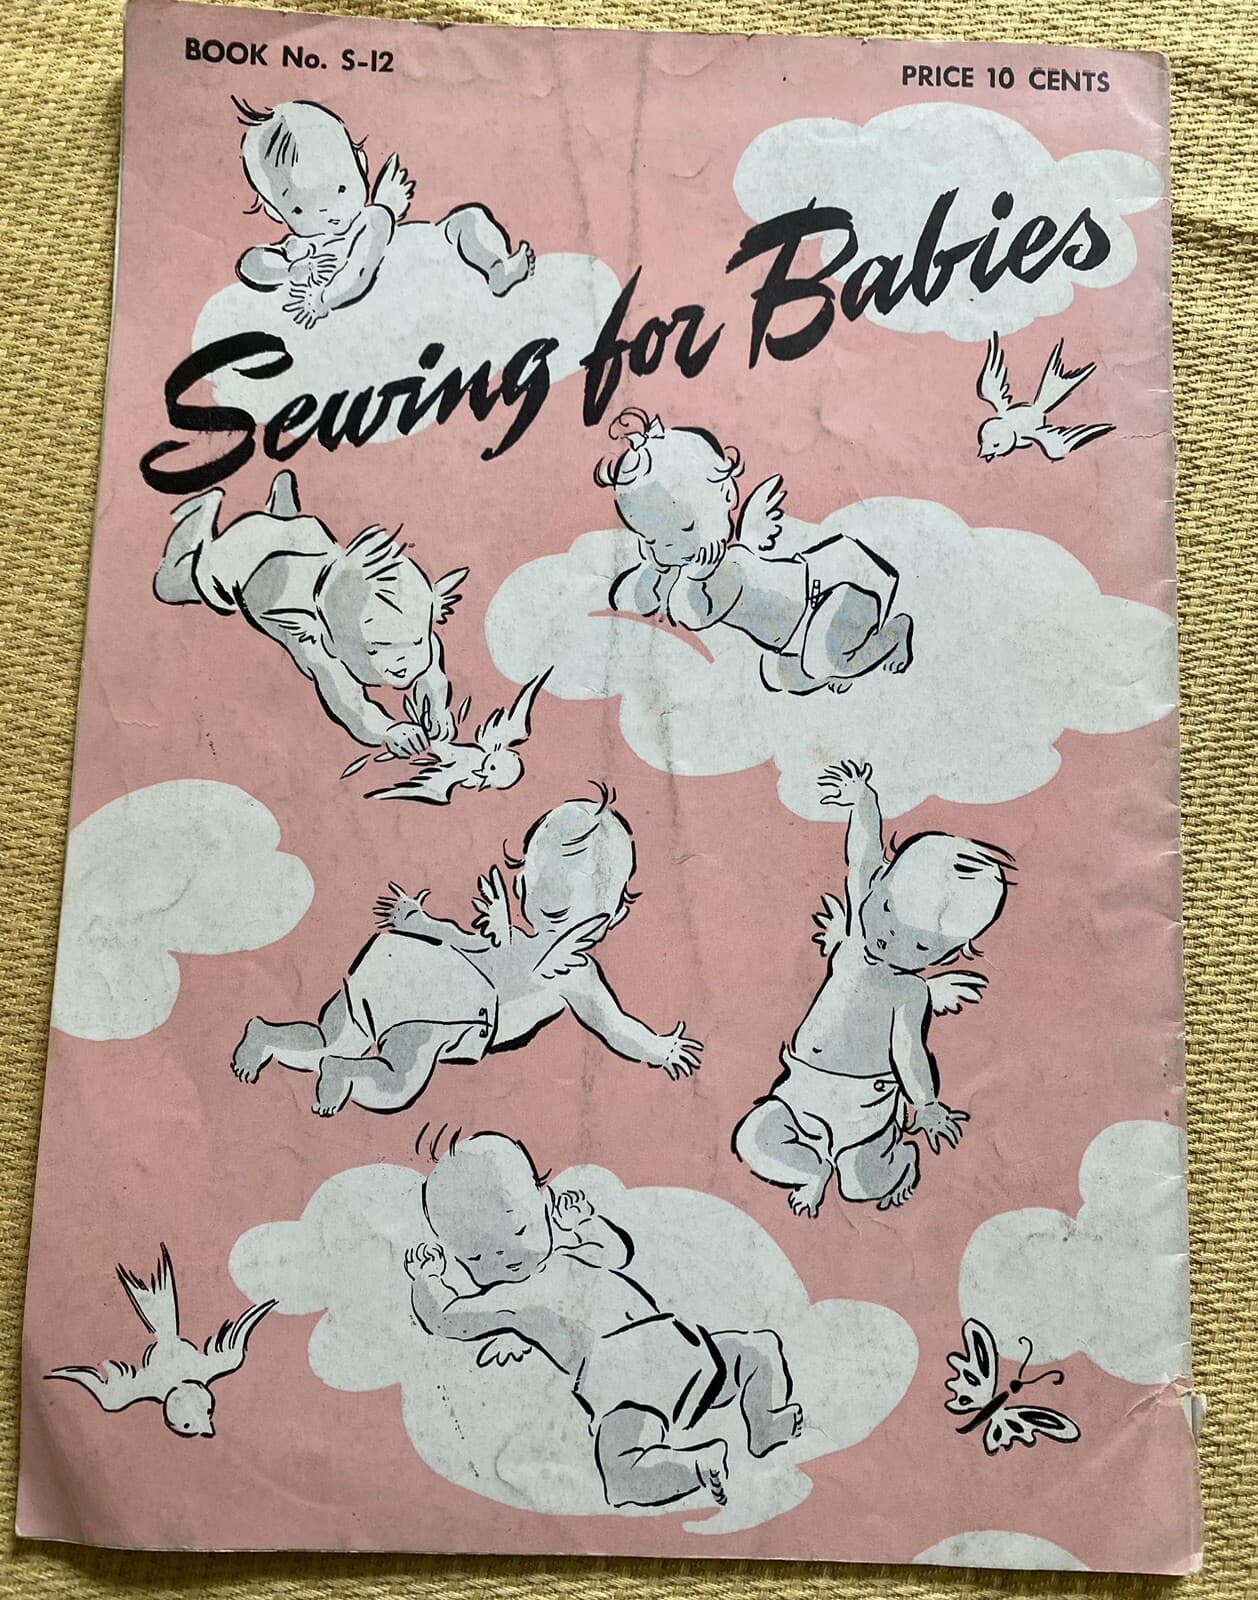 BOOK No. S-12
PRICE 10 CENTS
Sewing for Babies